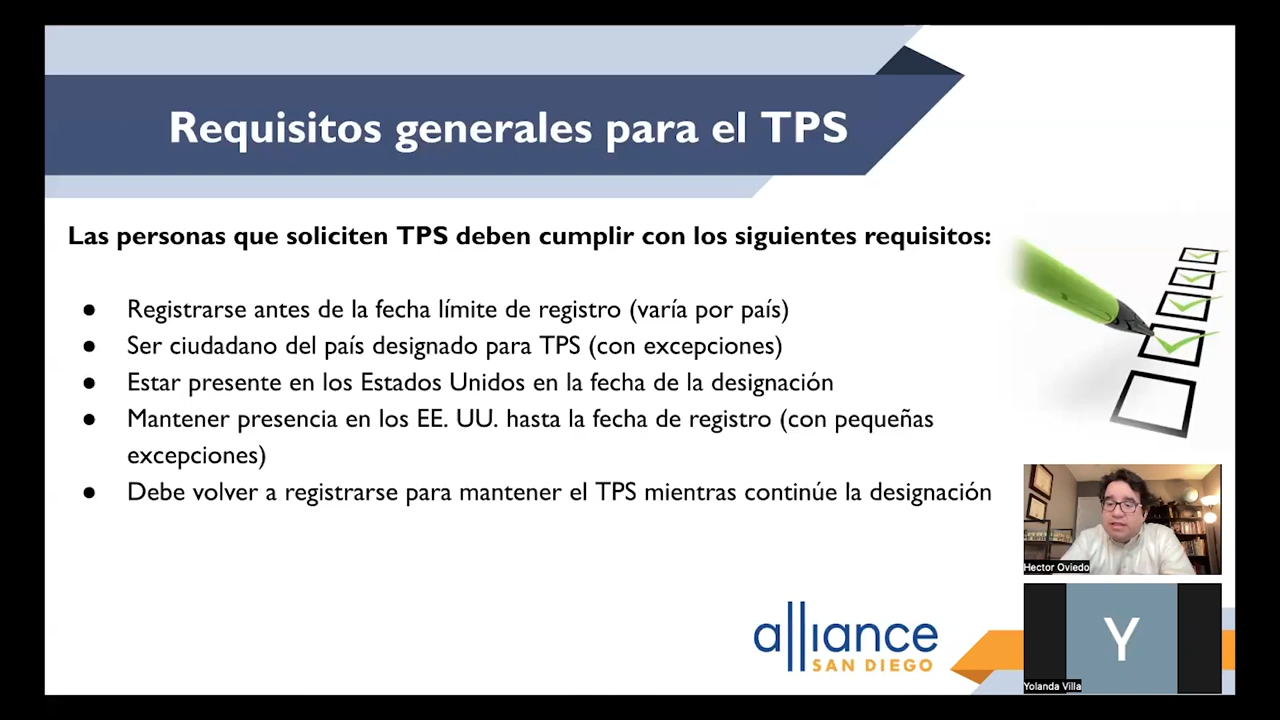 Requisitos generales para el TPS
Las personas que soliciten TPS deben cumplir con los siguientes requisitos:
● Registrarse antes de la fecha límite de registro (varía por país)
● Ser ciudadano del país designado para TPS (con excepciones)
● Estar presente en los Estados Unidos en la fecha de la designación
● Mantener presencia en los EE. UU. hasta la fecha de registro (con pequeñas
excepciones)
● Debe volver a registrarse para mantener el TPS mientras continúe la designación
Hector Oviedo
alliance
SAN DIEGO
Y
Yolanda Villa